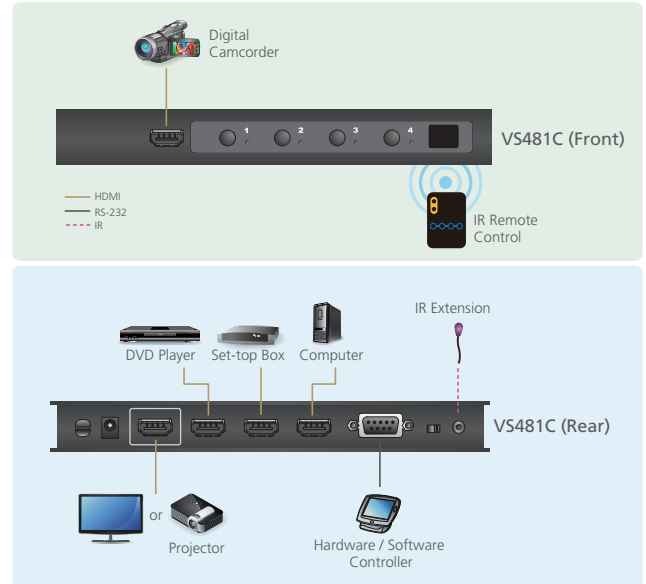 Digital
Camcorder
1 2 3 4
VS481C (Front)
HDMI
RS-232
IR
IR Remote
Control
IR Extension
DVD Player Set-top Box Computer
VS481C (Rear)
or
Projector
Hardware / Software
Controller